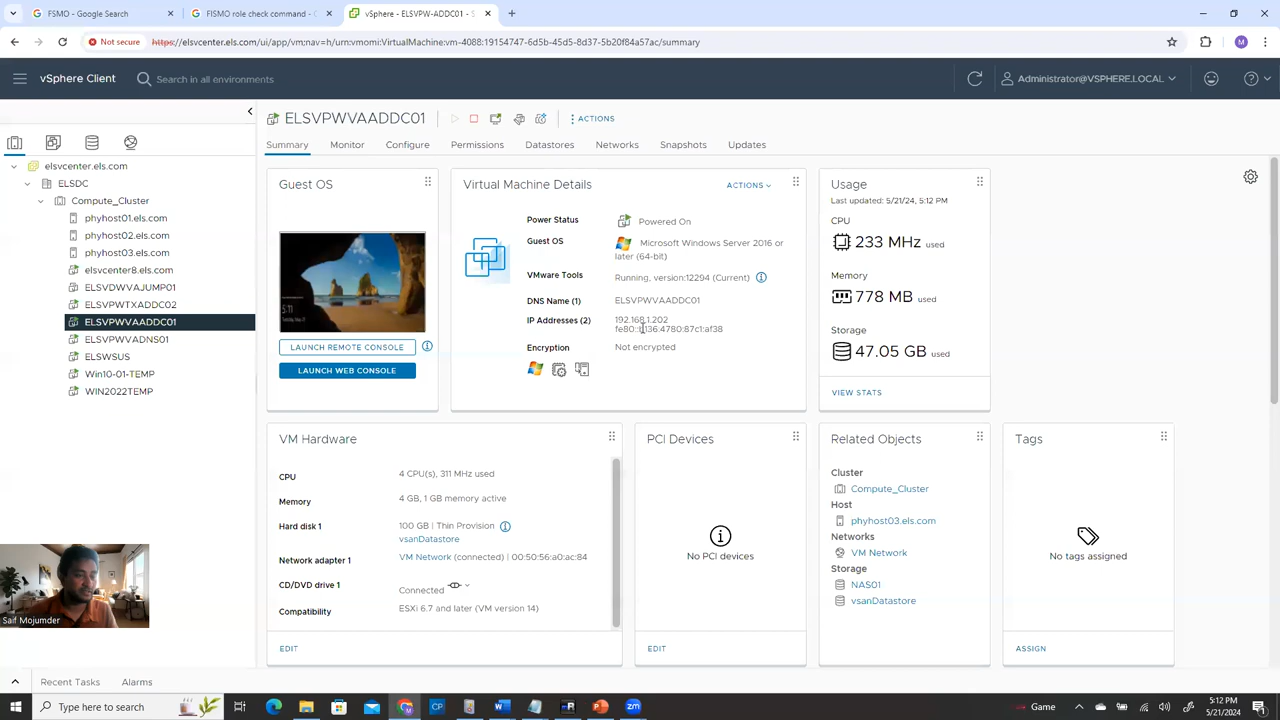 FSMO - Google Search
FISMO role check command - C
vSphere - ELSVPW-ADDC01 - S
Not secure
https://elsvcenter.els.com/ui/app/vm;nav=h/urn:vmomi:VirtualMachine:vm-4088:19154747-6d5b-45d5-8d37-5b20f84a57ac/summary
M
vSphere Client
Search in all environments
Administrator@VSPHERE.LOCAL
elsvcenter.els.com
ELSDC
Compute_Cluster
phyhost01.els.com
phyhost02.els.com
phyhost03.els.com
elsvcenter8.els.com
ELSVDWVAJUMP01
ELSVPWTXADDC02
ELSVPWVAADDC01
ELSVPWVADNS01
ELSWSUS
Win10-01-TEMP
WIN2022TEMP
ELSVPWVAADDC01
ACTIONS
Summary
Monitor
Configure
Permissions
Datastores
Networks
Snapshots
Updates
Guest OS
5:11
LAUNCH REMOTE CONSOLE
LAUNCH WEB CONSOLE
Virtual Machine Details
ACTIONS
Power Status
Powered On
Guest OS
Microsoft Windows Server 2016 or
later (64-bit)
VMware Tools
Running, version:12294 (Current)
DNS Name (1)
ELSVPWVAADDC01
IP Addresses (2)
192.168.1.202
136:4780:87c1:af38
Encryption
Not encrypted
Usage
Last updated: 5/21/24, 5:12 PM
CPU
233 MHz used
Memory
778 MB used
Storage
47.05 GB used
VIEW STATS
VM Hardware
CPU
4 CPU(s), 311 MHz used
Memory
4 GB, 1 GB memory active
Hard disk 1
100 GB | Thin Provision
vsanDatastore
Network adapter 1
VM Network (connected) | 00:50:56:a0:ac:84
CD/DVD drive 1
Connected
Compatibility
ESXi 6.7 and later (VM version 14)
EDIT
PCI Devices
No PCI devices
EDIT
Related Objects
Cluster
Compute_Cluster
Host
phyhost03.els.com
Networks
VM Network
Storage
NAS01
vsanDatastore
Tags
No tags assigned
ASSIGN
Saif Mojumder
Recent Tasks
Alarms
Type here to search
CP
W
R
P
zm
Game
5:12 PM
5/21/2024